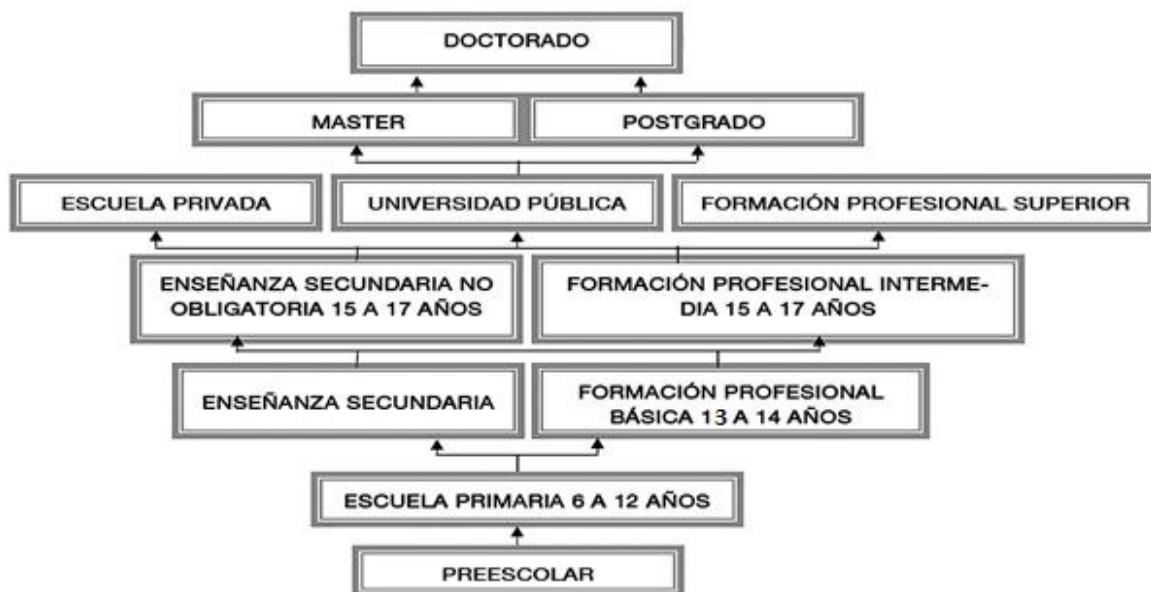 DOCTORADO
MASTER
POSTGRADO
ESCUELA PRIVADA
UNIVERSIDAD PÚBLICA
FORMACIÓN PROFESIONAL SUPERIOR
ENSEÑANZA SECUNDARIA NO
OBLIGATORIA 15 A 17 AÑOS
FORMACIÓN PROFESIONAL INTERME-
DIA 15 A 17 AÑOS
ENSEÑANZA SECUNDARIA
FORMACIÓN PROFESIONAL
BÁSICA 13 A 14 AÑOS
ESCUELA PRIMARIA 6 A 12 AÑOS
PREESCOLAR